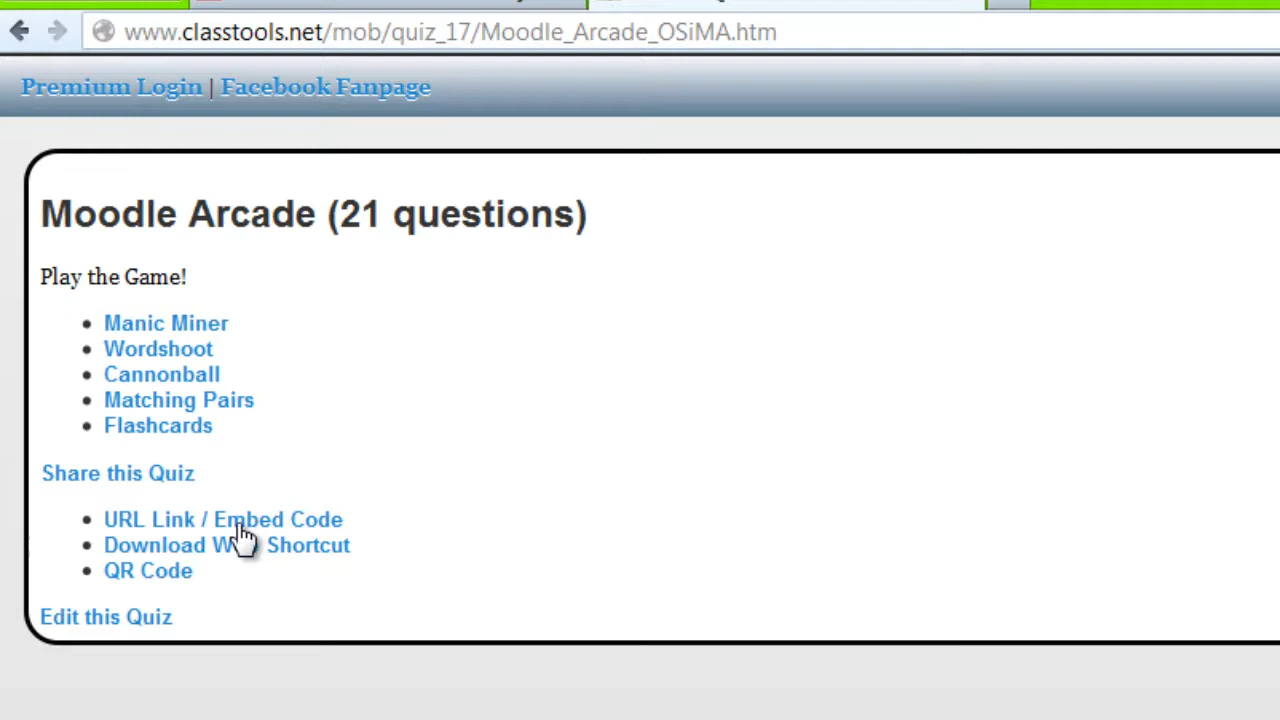 www.classtools.net/mob/quiz_17/Moodle_Arcade_OSiMA.htm
Premium Login | Facebook Fanpage
Moodle Arcade (21 questions)
Play the Game!
Manic Miner
Wordshoot
Cannonball
Matching Pairs
Flashcards
Share this Quiz
URL Link / Embed Code
Download Shortcut
QR Code
Edit this Quiz